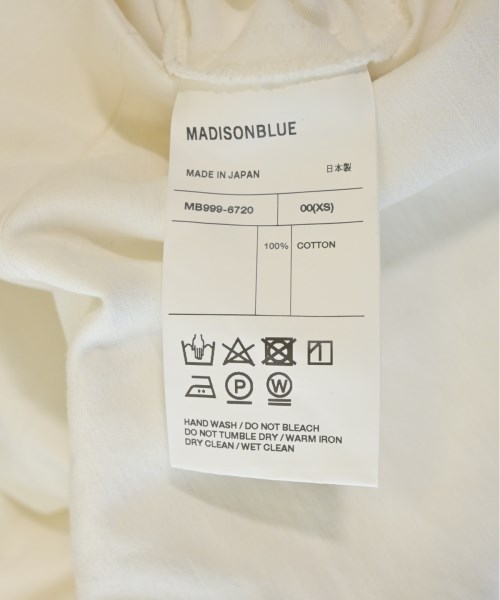 MADISONBLUE
MADE IN JAPAN 日本製
MB999-6720 00(XS)
100% COTTON
P W
HAND WASH / DO NOT BLEACH
DO NOT TUMBLE DRY / WARM IRON
DRY CLEAN / WET CLEAN